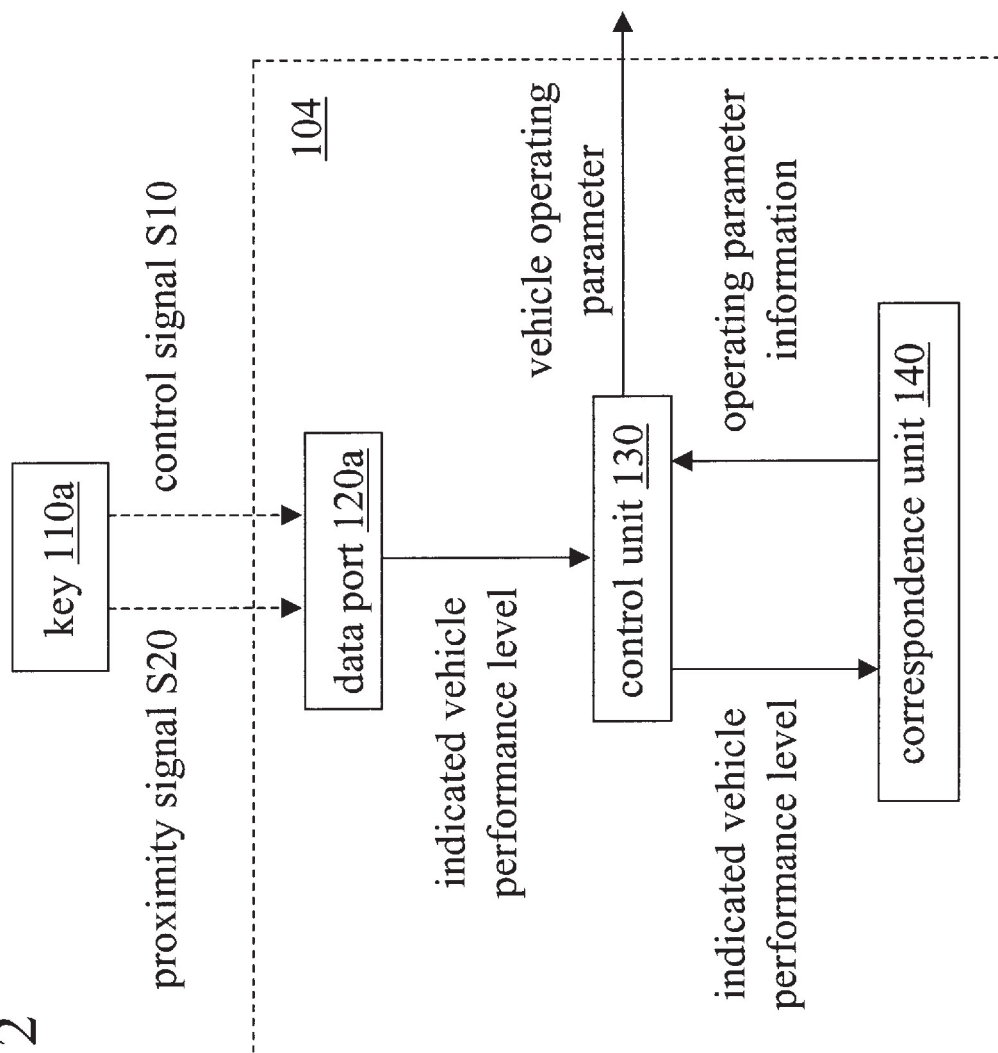 2
key 110a
proximity signal S20
control signal S10
104
data port 120a
indicated vehicle
performance level
control unit 130
vehicle operating
parameter
indicated vehicle
performance level
operating parameter
information
correspondence unit 140